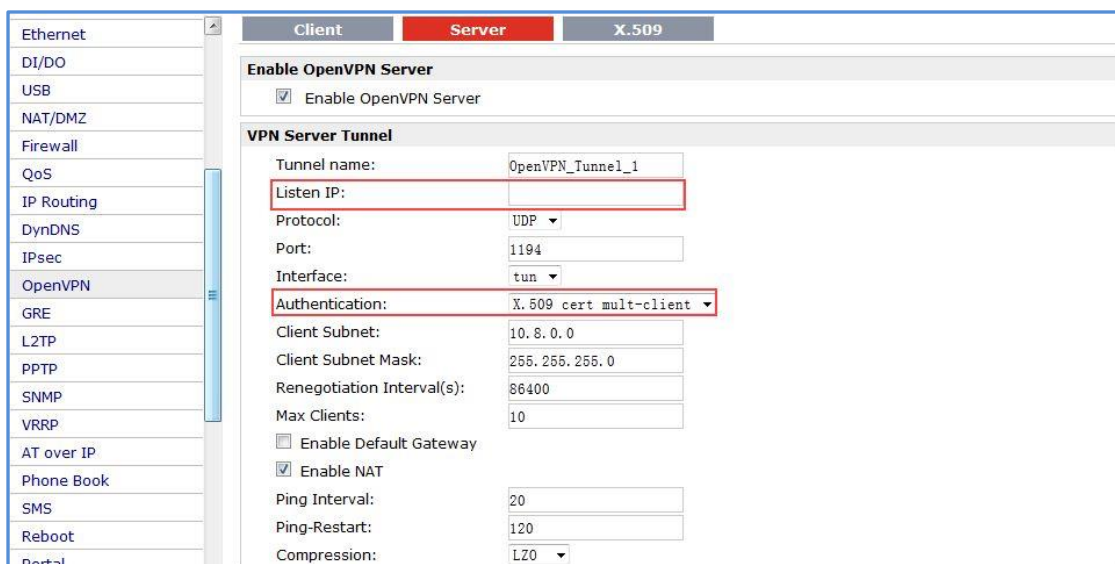 Ethernet
DI/DO
USB
NAT/DMZ
Firewall
QoS
IP Routing
DynDNS
IPsec
OpenVPN
GRE
L2TP
PPTP
SNMP
VRRP
AT over IP
Phone Book
SMS
Reboot
Portal
Client Server X.509
Enable OpenVPN Server
Enable OpenVPN Server
VPN Server Tunnel
Tunnel name: OpenVPN_Tunnel_1
Listen IP:
Protocol: UDP
Port: 1194
Interface: tun
Authentication: X.509 cert mult-client
Client Subnet: 10.8.0.0
Client Subnet Mask: 255.255.255.0
Renegotiation Interval(s): 86400
Max Clients: 10
Enable Default Gateway
Enable NAT
Ping Interval: 20
Ping-Restart: 120
Compression: LZO